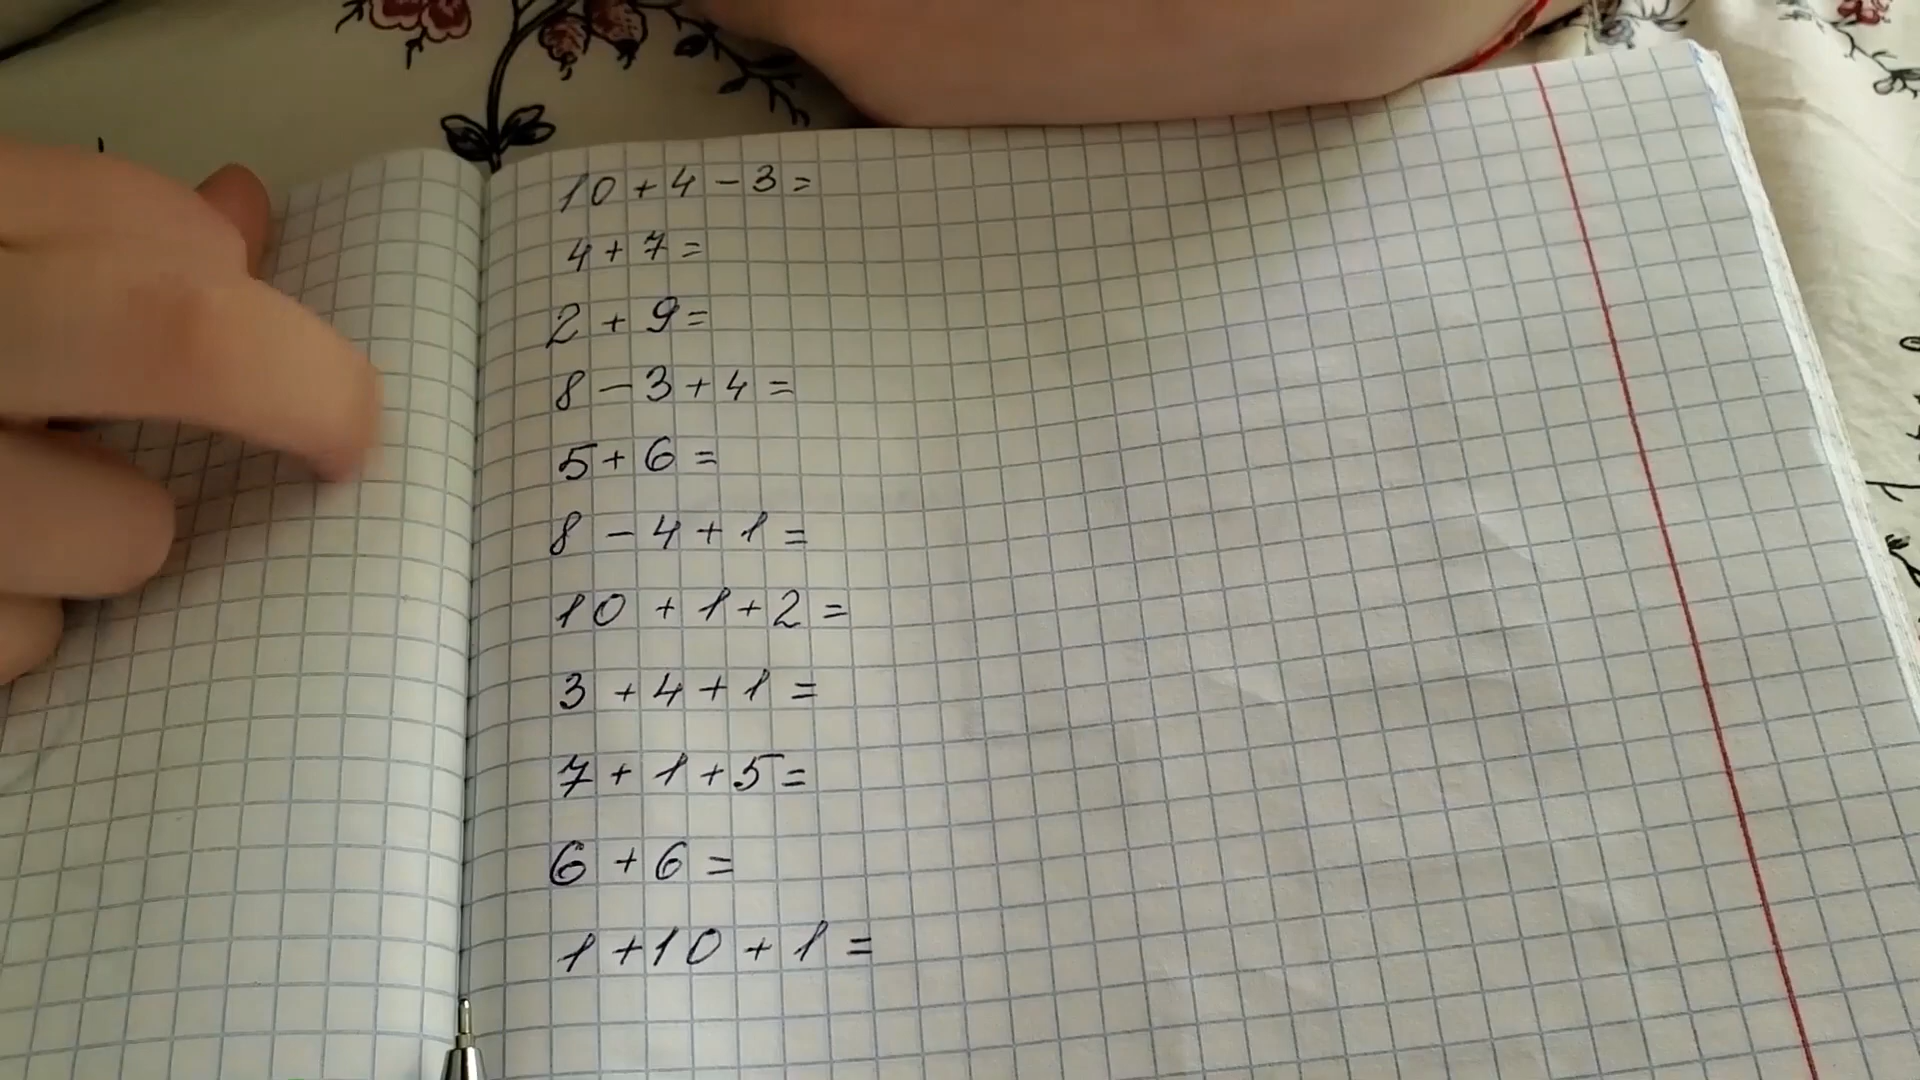 10 + 4 - 3 =
4 + 7 =
2 + 9 =
8 - 3 + 4 =
5 + 6 =
8 - 4 + 1 =
10 + 1 + 2 =
3 + 4 + 1 =
7 + 1 + 5 =
6 + 6 =
1 + 10 + 1 =